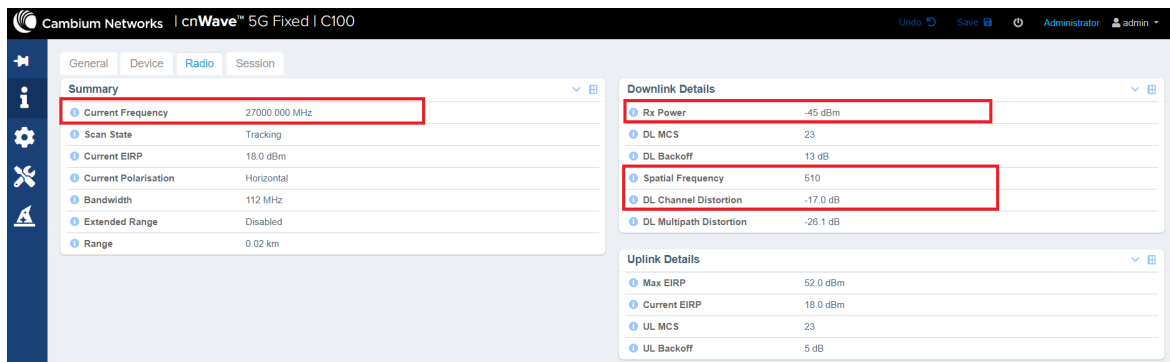 Cambium Networks | cnWave™ 5G Fixed | C100
Undo Save Administrator admin
General Device Radio Session
Summary
Current Frequency 27000.000 MHz
Scan State Tracking
Current EIRP 18.0 dBm
Current Polarisation Horizontal
Bandwidth 112 MHz
Extended Range Disabled
Range 0.02 km
Downlink Details
Rx Power -45 dBm
DL MCS 23
DL Backoff 13 dB
Spatial Frequency 510
DL Channel Distortion -17.0 dB
DL Multipath Distortion -26.1 dB
Uplink Details
Max EIRP 52.0 dBm
Current EIRP 18.0 dBm
UL MCS 23
UL Backoff 5 dB